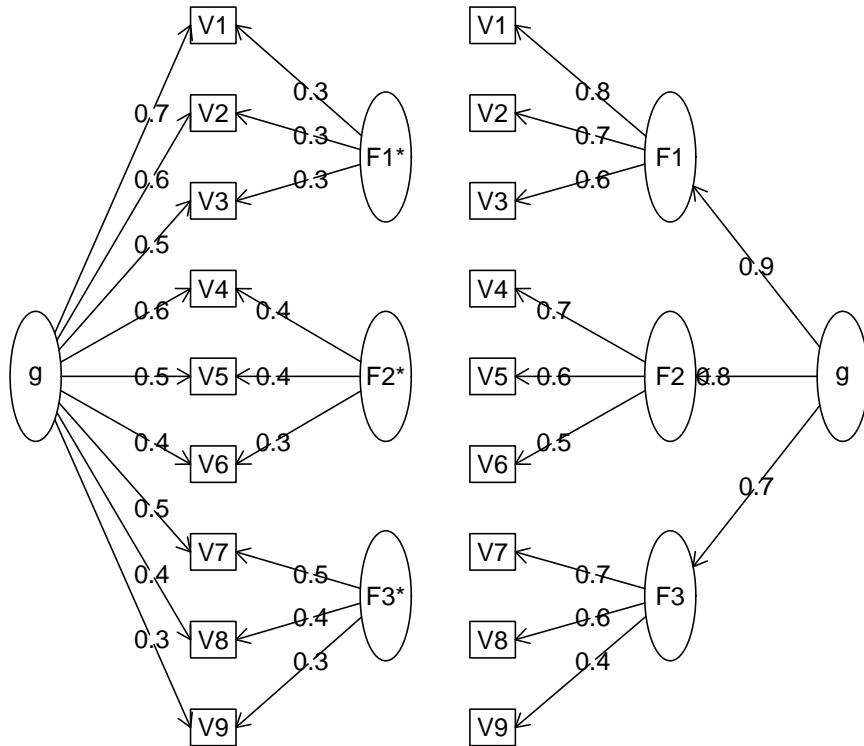 V1 V1
0.3 0.8
0.7 V2 V2
0.3 0.7
F1* F1
0.6 0.3 0.6
V3 V3
0.5
0.9
V4 V4
0.6 0.4 0.7
g 0.5 V5 0.4 F2* V5 0.6 F2 0.8 g
0.4 V6 0.3 V6 0.5
0.7
0.5
V7 V7
0.4 0.5 0.7
F3* F3
0.4 0.6
0.3 V8 V8
0.3 0.4
V9 V9